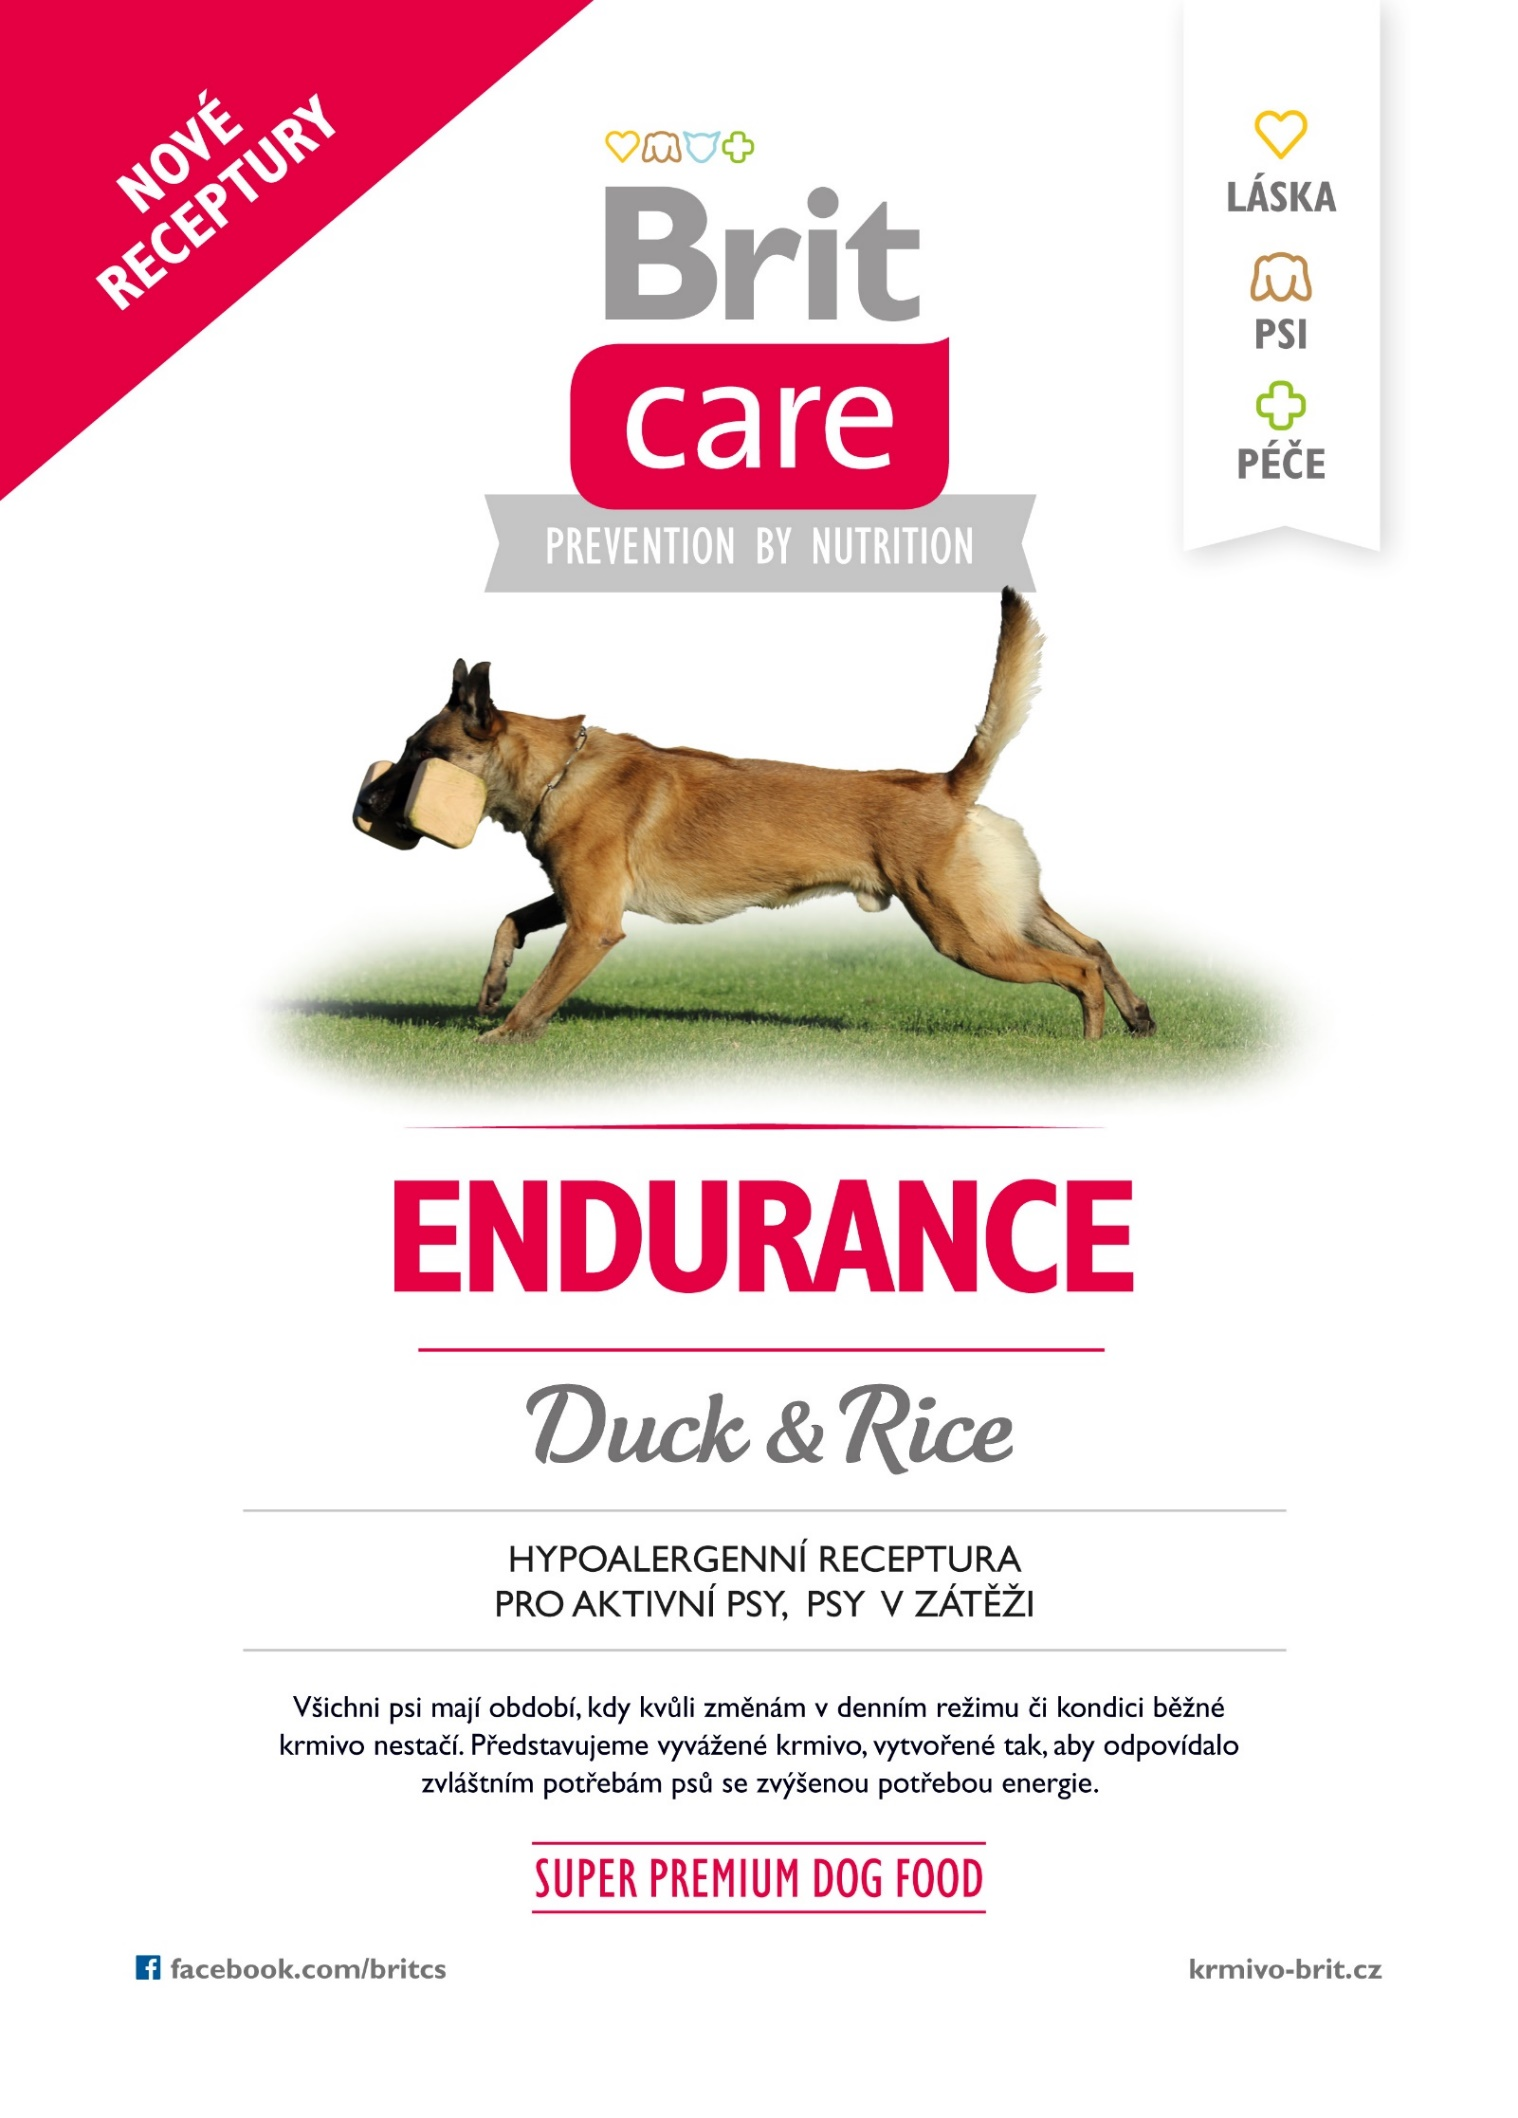 NOVÉ
RECEPTURY
Brit
care
PREVENTION BY NUTRITION
LÁSKA
PSI
PÉČE
ENDURANCE
Duck & Rice
HYPOALERGENNÍ RECEPTURA
PRO AKTIVNÍ PSY, PSY V ZÁTĚŽI
Všichni psi mají období, kdy kvůli změnám v denním režimu či kondici běžné
krmivo nestačí. Představujeme vyvážené krmivo, vytvořené tak, aby odpovídalo
zvláštním potřebám psů se zvýšenou potřebou energie.
SUPER PREMIUM DOG FOOD
facebook.com/britcs
krmivo-brit.cz